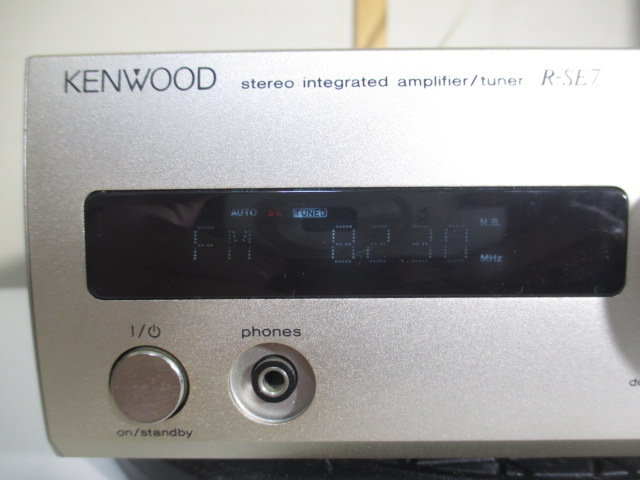 KENWOOD stereo integrated amplifier/tuner R-SE7
AUTO TUNED N.B.
FM 82.30 MHz
I/⏻ phones
on/standby